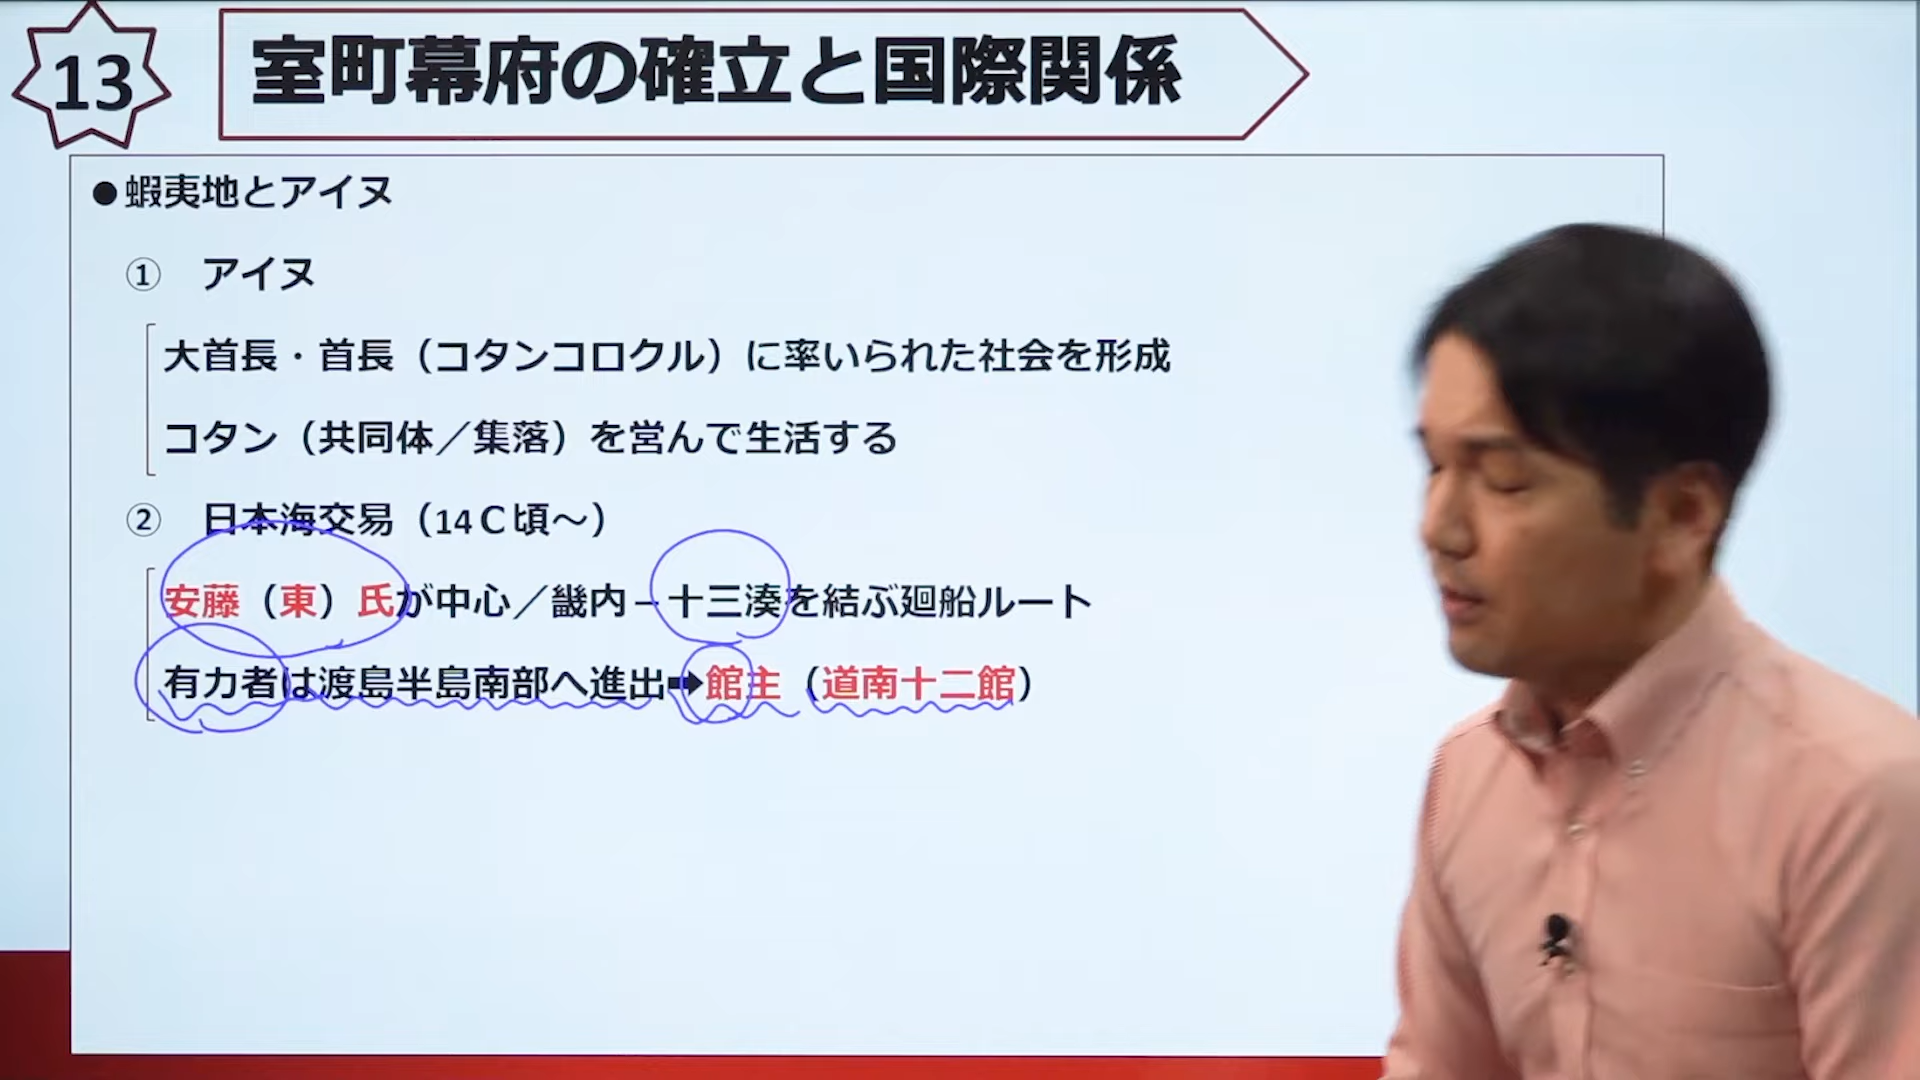 13
室町幕府の確立と国際関係
●蝦夷地とアイヌ
① アイヌ
大首長・首長（コタンコロクル）に率いられた社会を形成
コタン（共同体／集落）を営んで生活する
② 日本海交易（14C頃～）
安藤（東）氏が中心／畿内–十三湊を結ぶ廻船ルート
有力者は渡島半島南部へ進出➡館主（道南十二館）